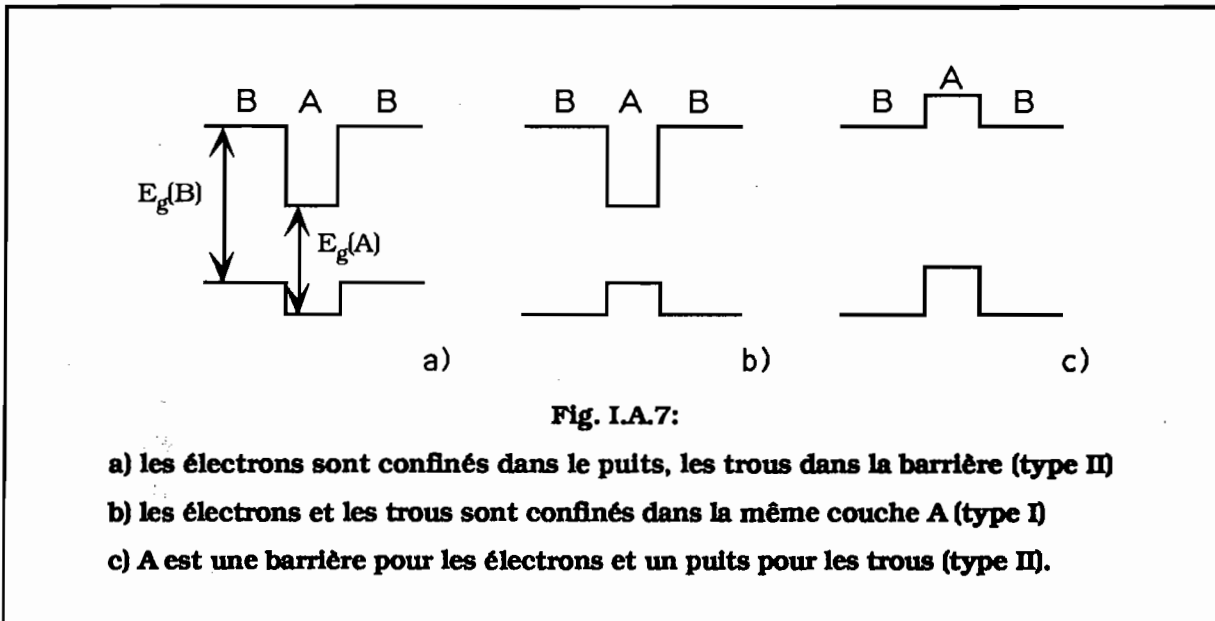 B A B
B A B
B A B
E_g(B)
E_g(A)
a)
b)
c)
Fig. I.A.7:
a) les électrons sont confinés dans le puits, les trous dans la barrière (type II)
b) les électrons et les trous sont confinés dans la même couche A (type I)
c) A est une barrière pour les électrons et un puits pour les trous (type II).